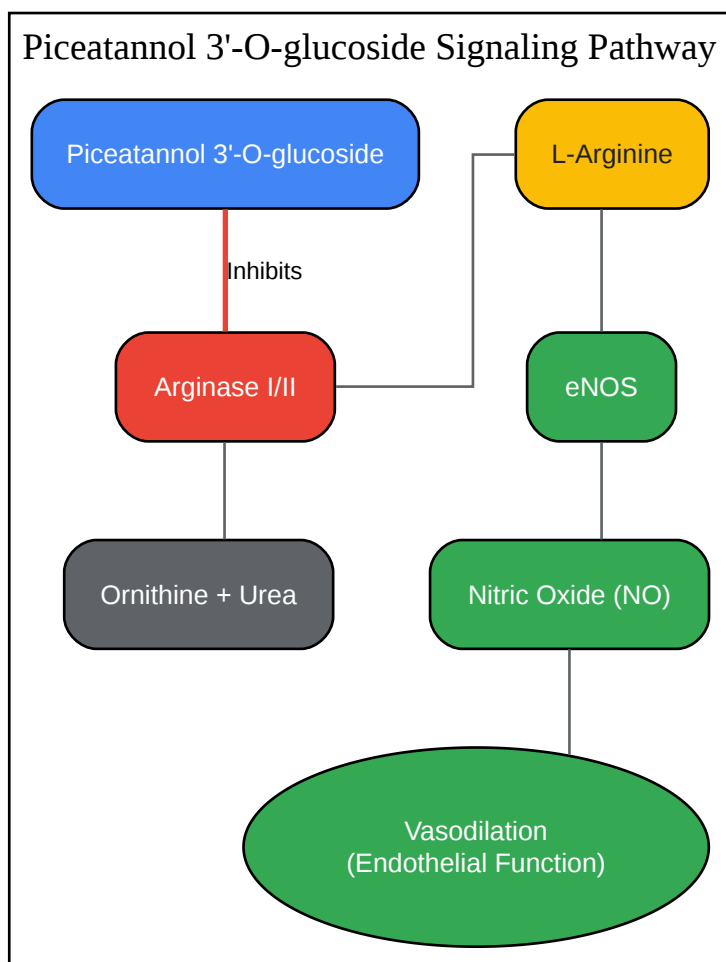 Piceatannol 3'-O-glucoside Signaling Pathway
Piceatannol 3'-O-glucoside
L-Arginine
Inhibits
Arginase I/II
eNOS
Ornithine + Urea
Nitric Oxide (NO)
Vasodilation
(Endothelial Function)